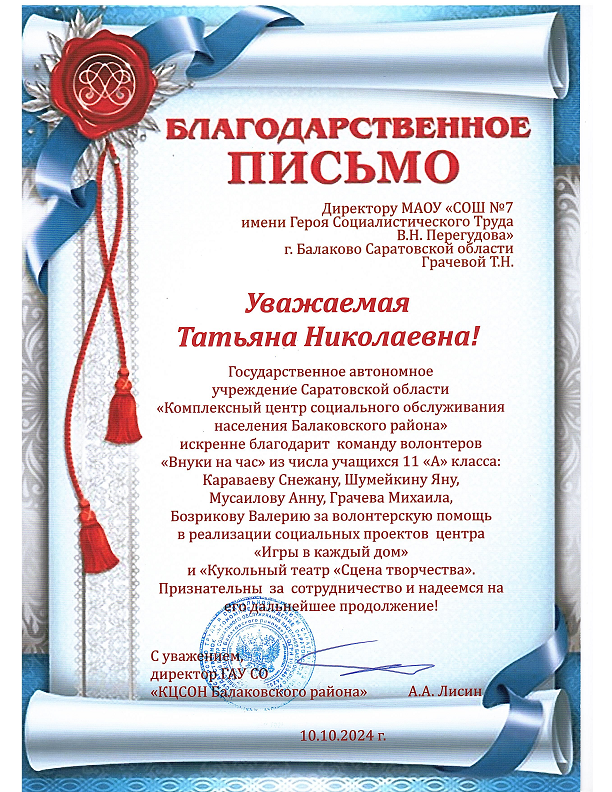 БЛАГОДАРСТВЕННОЕ
ПИСЬМО
Директору МАОУ «СОШ №7
имени Героя Социалистического Труда
В.Н. Перегудова»
г. Балаково Саратовской области
Грачевой Т.Н.
Уважаемая
Татьяна Николаевна!
Государственное автономное
учреждение Саратовской области
«Комплексный центр социального обслуживания
населения Балаковского района»
искренне благодарит команду волонтеров
«Внуки на час» из числа учащихся 11 «А» класса:
Караваеву Снежану, Шумейкину Яну,
Мусаилову Анну, Грачева Михаила,
Бозрикову Валерию за волонтерскую помощь
в реализации социальных проектов центра
«Игры в каждый дом»
и «Кукольный театр «Сцена творчества».
Признательны за сотрудничество и надеемся на
его дальнейшее продолжение!
С уважением,
директор ГАУ СО
«КЦСОН Балаковского района» А.А. Лисин
10.10.2024 г.